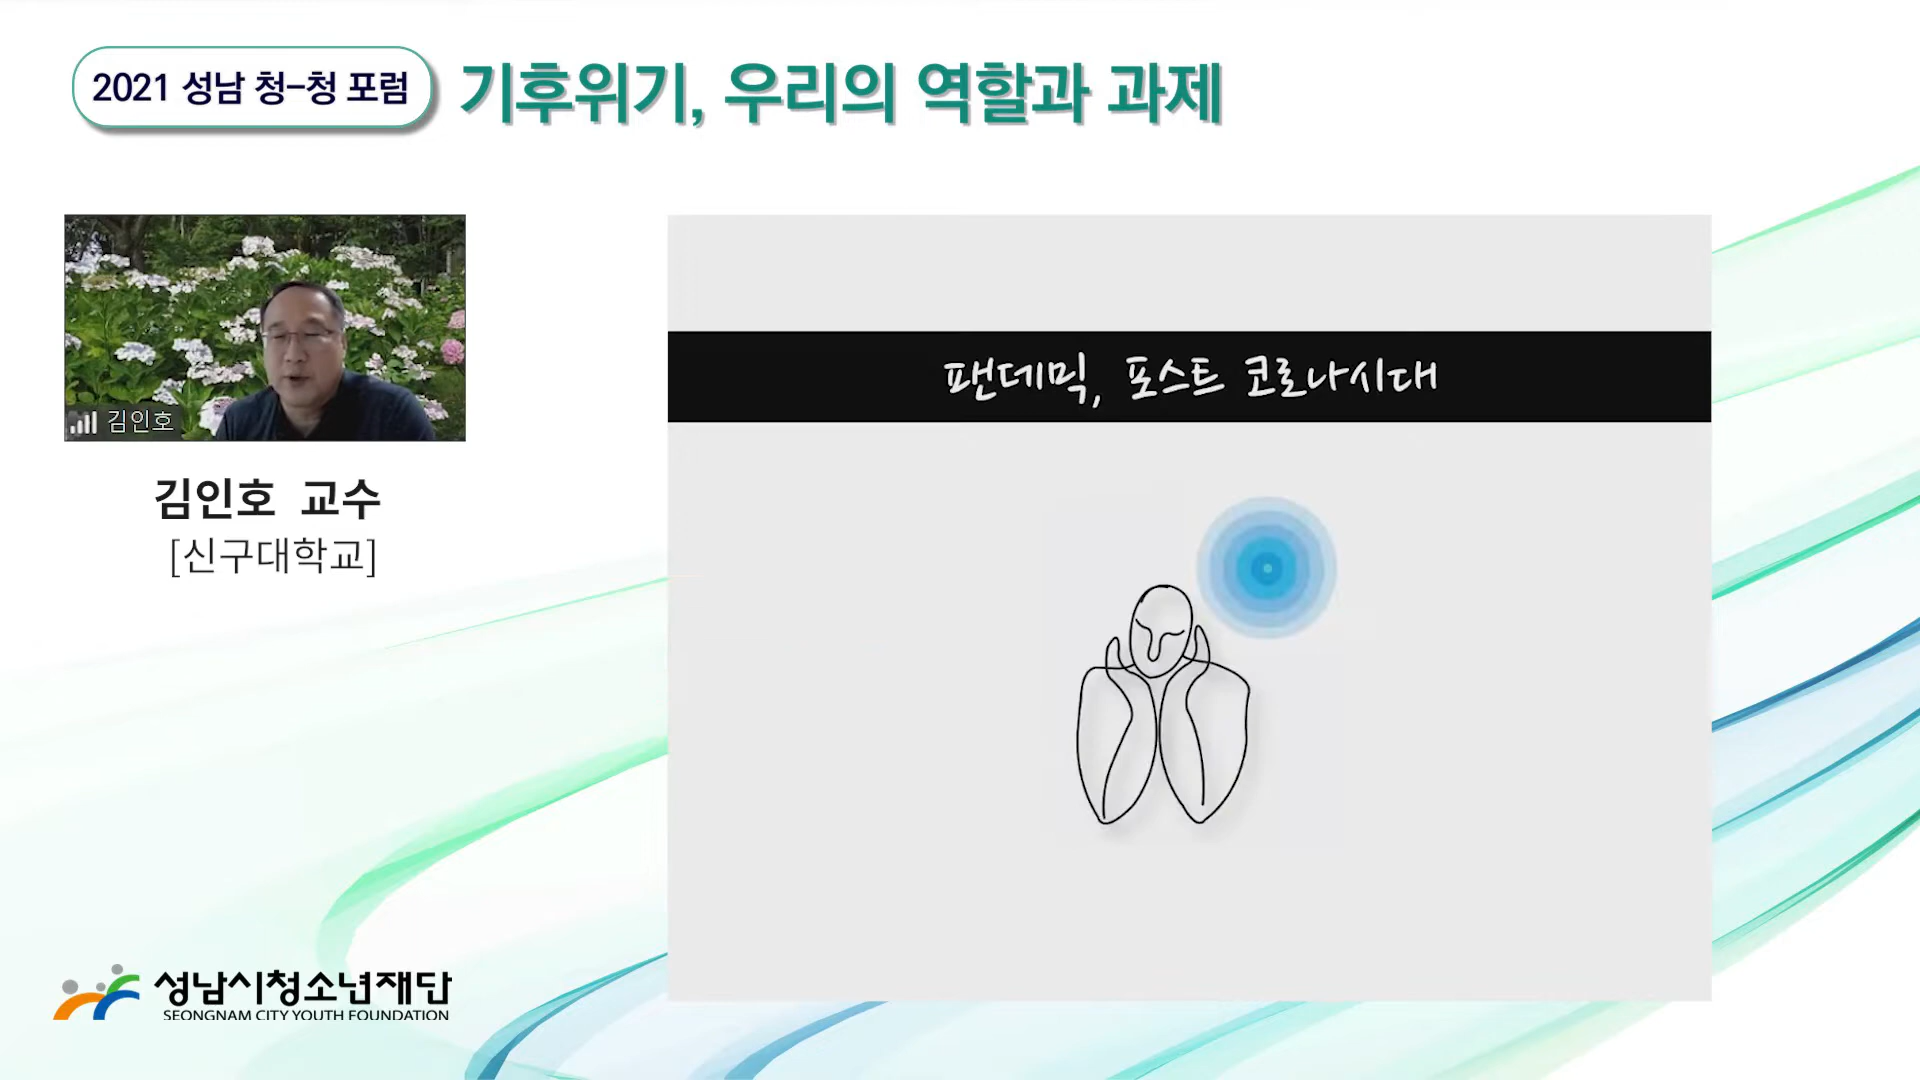 2021 성남 청-청 포럼
기후위기, 우리의 역할과 과제
김인호
김인호 교수
[신구대학교]
팬데믹, 포스트 코로나시대
성남시청소년재단
SEONGNAM CITY YOUTH FOUNDATION